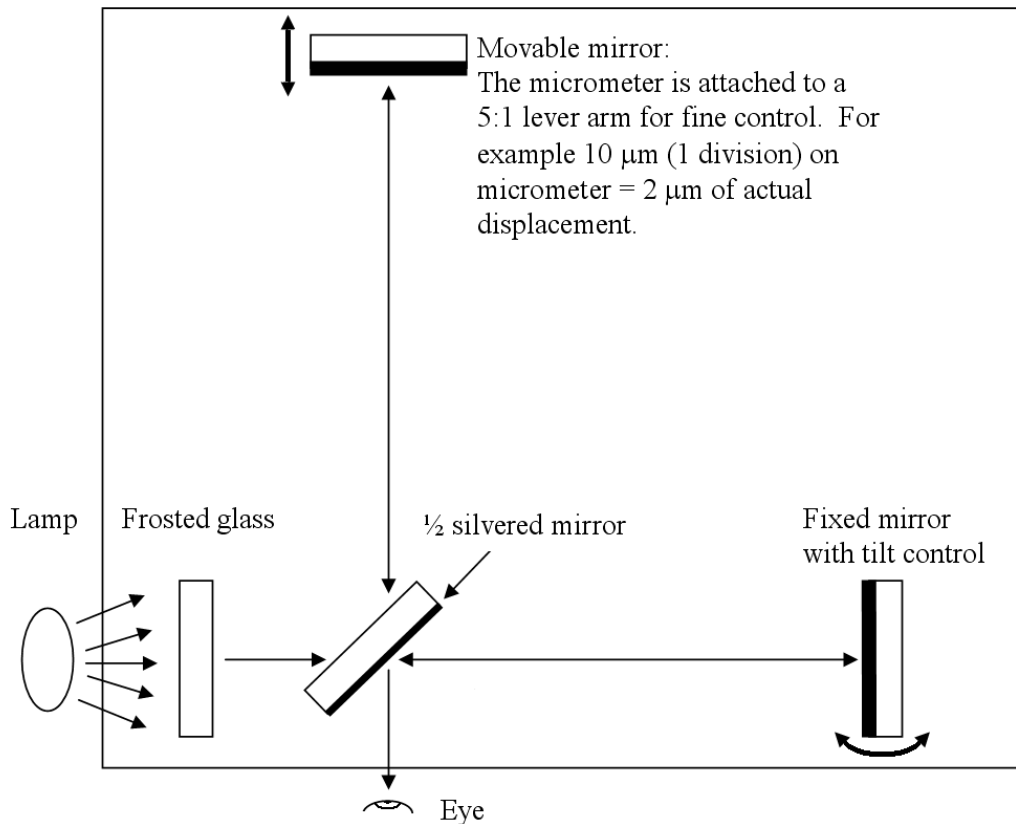 Movable mirror:
The micrometer is attached to a
5:1 lever arm for fine control.  For
example 10 μm (1 division) on
micrometer = 2 μm of actual
displacement.
Lamp
Frosted glass
½ silvered mirror
Fixed mirror
with tilt control
Eye